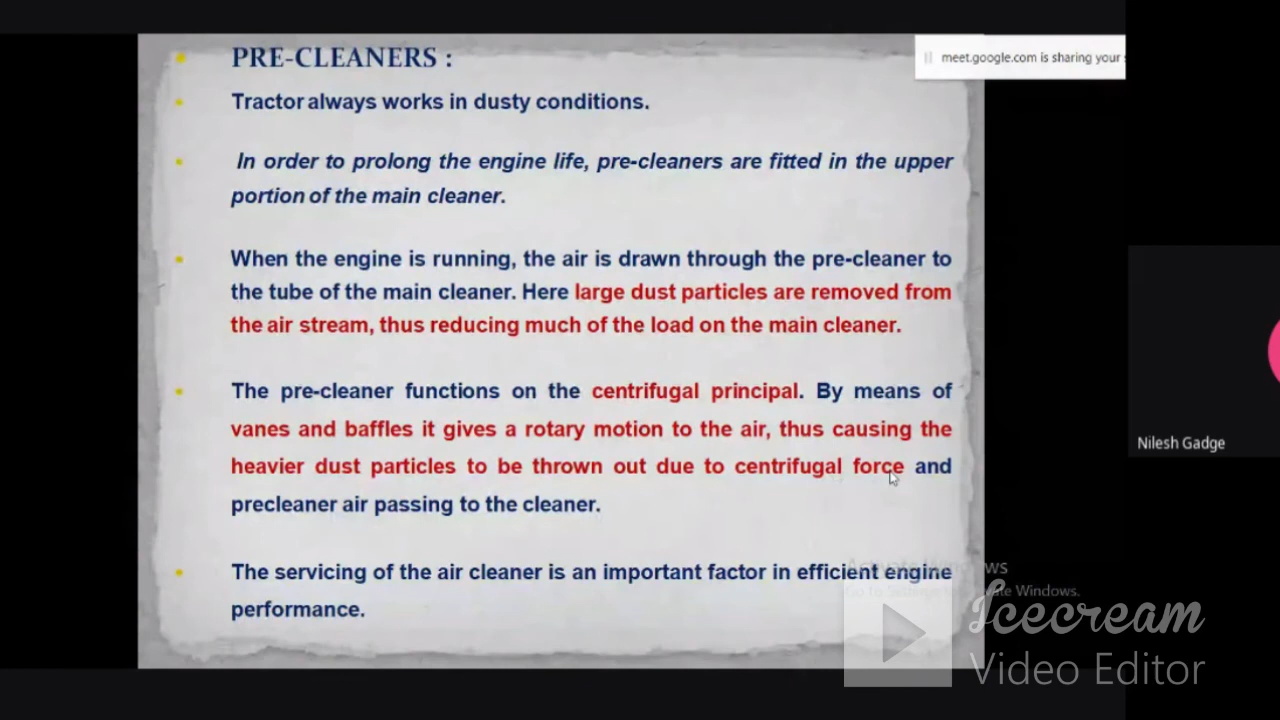 PRE-CLEANERS :
meet.google.com is sharing your
Tractor always works in dusty conditions.
In order to prolong the engine life, pre-cleaners are fitted in the upper
portion of the main cleaner.
When the engine is running, the air is drawn through the pre-cleaner to
the tube of the main cleaner. Here large dust particles are removed from
the air stream, thus reducing much of the load on the main cleaner.
The pre-cleaner functions on the centrifugal principal. By means of
vanes and baffles it gives a rotary motion to the air, thus causing the
heavier dust particles to be thrown out due to centrifugal force and
precleaner air passing to the cleaner.
The servicing of the air cleaner is an important factor in efficient engine
performance.
Nilesh Gadge
Windows.
Icecream
Video Editor